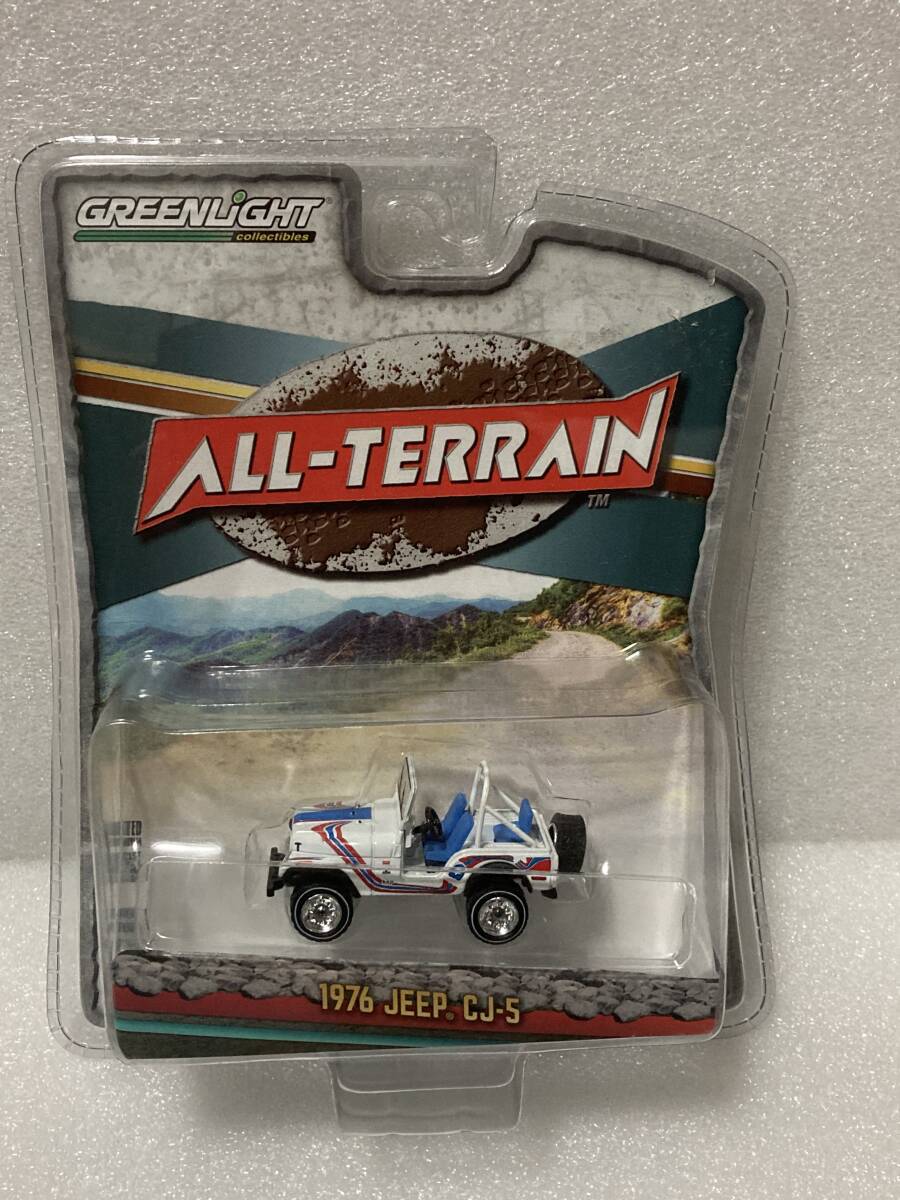 GREENLIGHT®
collectibles
ALL-TERRAIN
TM
1976 JEEP® CJ-5